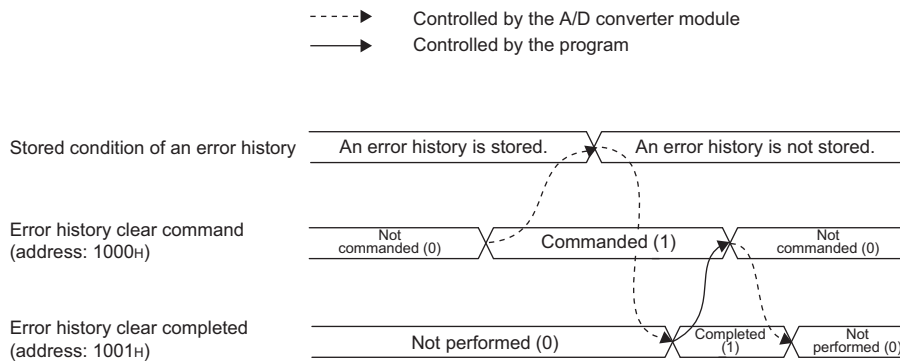 Controlled by the A/D converter module
Controlled by the program
Stored condition of an error history
An error history is stored.
An error history is not stored.
Error history clear command
(address: 1000H)
Not
commanded (0)
Commanded (1)
Not
commanded (0)
Error history clear completed
(address: 1001H)
Not performed (0)
Completed
(1)
Not
performed (0)